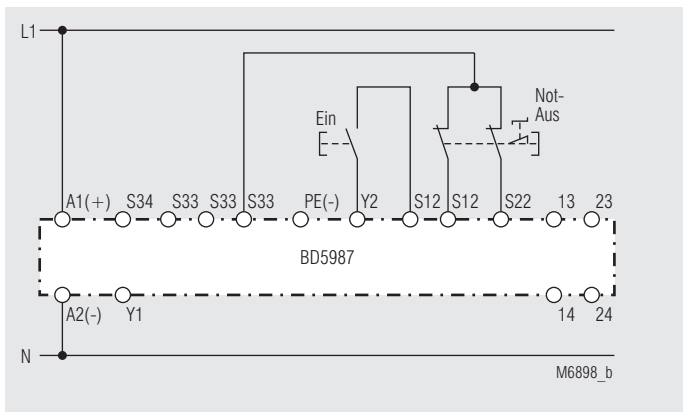 L1
Not-
Aus
Ein
A1(+) S34 S33 S33 S33 PE(-) Y2 S12 S12 S22 13 23
BD5987
A2(-) Y1 14 24
N
M6898_b